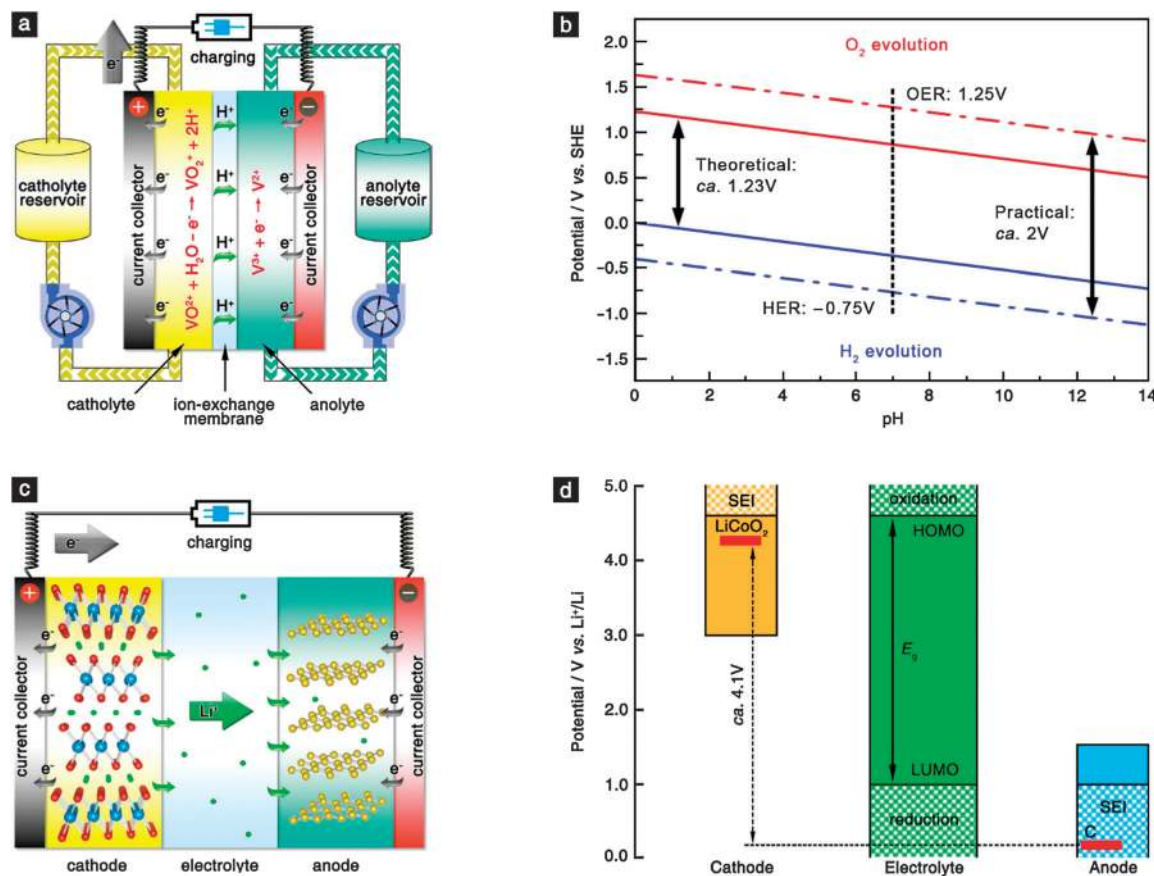 a
e⁻
charging
+
−
e⁻
H⁺
e⁻
e⁻
H⁺
e⁻
e⁻
H⁺
e⁻
e⁻
H⁺
e⁻
catholyte
reservoir
current collector
VO²⁺ + H₂O – e⁻ → VO₂⁺ + 2H⁺
V³⁺ + e⁻ → V²⁺
current collector
anolyte
reservoir
catholyte
ion-exchange
membrane
anolyte
b
Potential / V vs. SHE
2.0
1.5
1.0
0.5
0.0
−0.5
−1.0
−1.5
O₂ evolution
OER: 1.25V
Theoretical:
ca. 1.23V
Practical:
ca. 2V
HER: −0.75V
H₂ evolution
0 2 4 6 8 10 12 14
pH
c
e⁻
charging
+
−
e⁻
e⁻
e⁻
e⁻
e⁻
e⁻
current collector
Li⁺
current collector
cathode
electrolyte
anode
d
Potential / V vs. Li⁺/Li
5.0
4.0
3.0
2.0
1.0
0.0
SEI
LiCoO₂
ca. 4.1V
oxidation
HOMO
E₉
LUMO
reduction
SEI
C
Cathode
Electrolyte
Anode